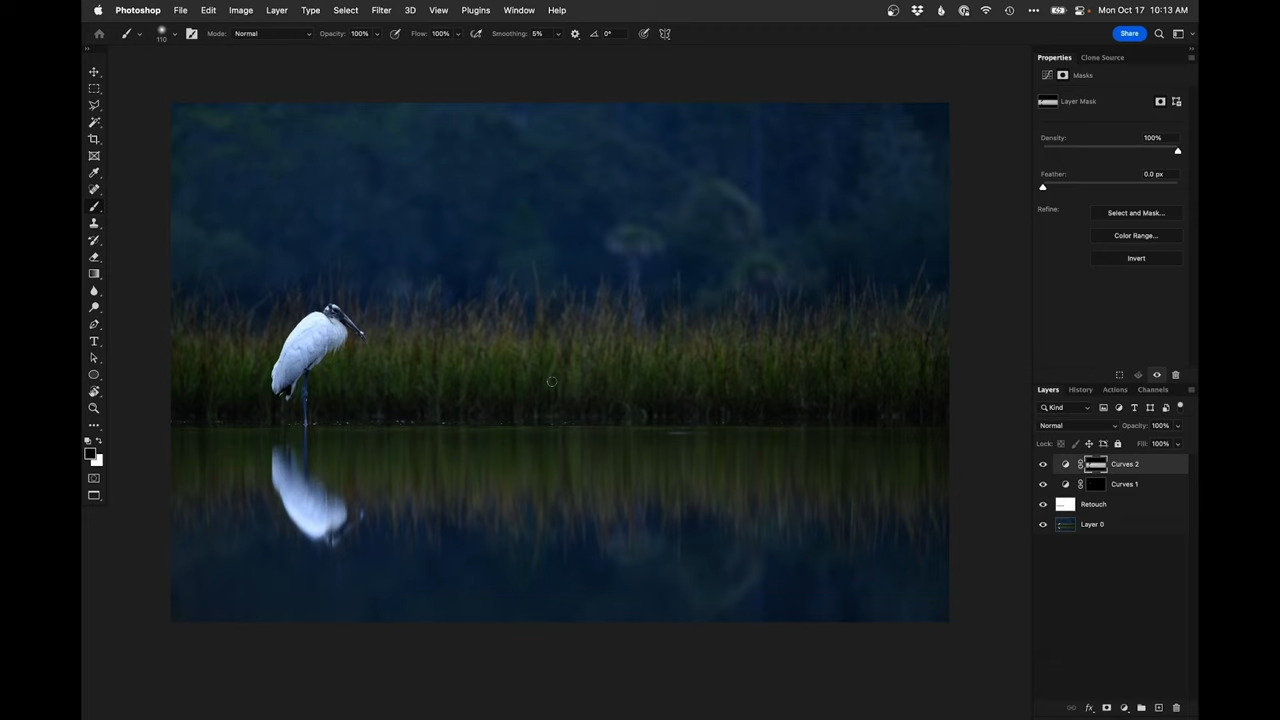 Photoshop File Edit Image Layer Type Select Filter 3D View Plugins Window Help Mon Oct 17 10:13 AM
110 Mode: Normal Opacity: 100% Flow: 100% Smoothing: 5% 0° Share
Properties Clone Source
Masks
Layer Mask
Density: 100%
Feather: 0.0 px
Refine: Select and Mask...
Color Range...
Invert
Layers History Actions Channels
Kind
Normal Opacity: 100%
Lock: Fill: 100%
Curves 2
Curves 1
Retouch
Layer 0
fx